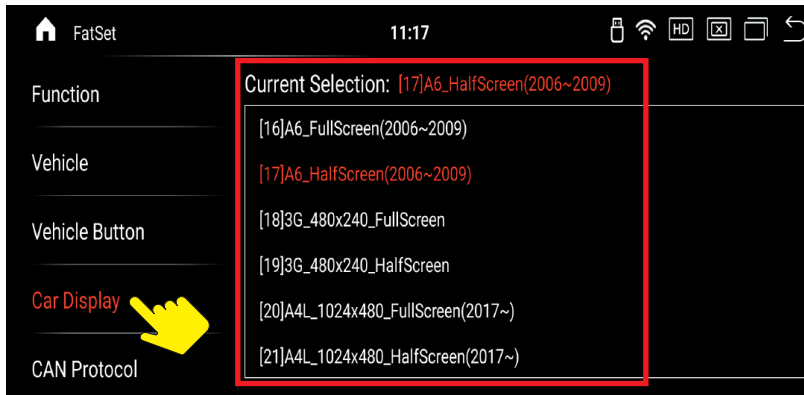 FatSet
11:17
HD
Function
Vehicle
Vehicle Button
Car Display
CAN Protocol
Current Selection: [17]A6_HalfScreen(2006~2009)
[16]A6_FullScreen(2006~2009)
[17]A6_HalfScreen(2006~2009)
[18]3G_480x240_FullScreen
[19]3G_480x240_HalfScreen
[20]A4L_1024x480_FullScreen(2017~)
[21]A4L_1024x480_HalfScreen(2017~)